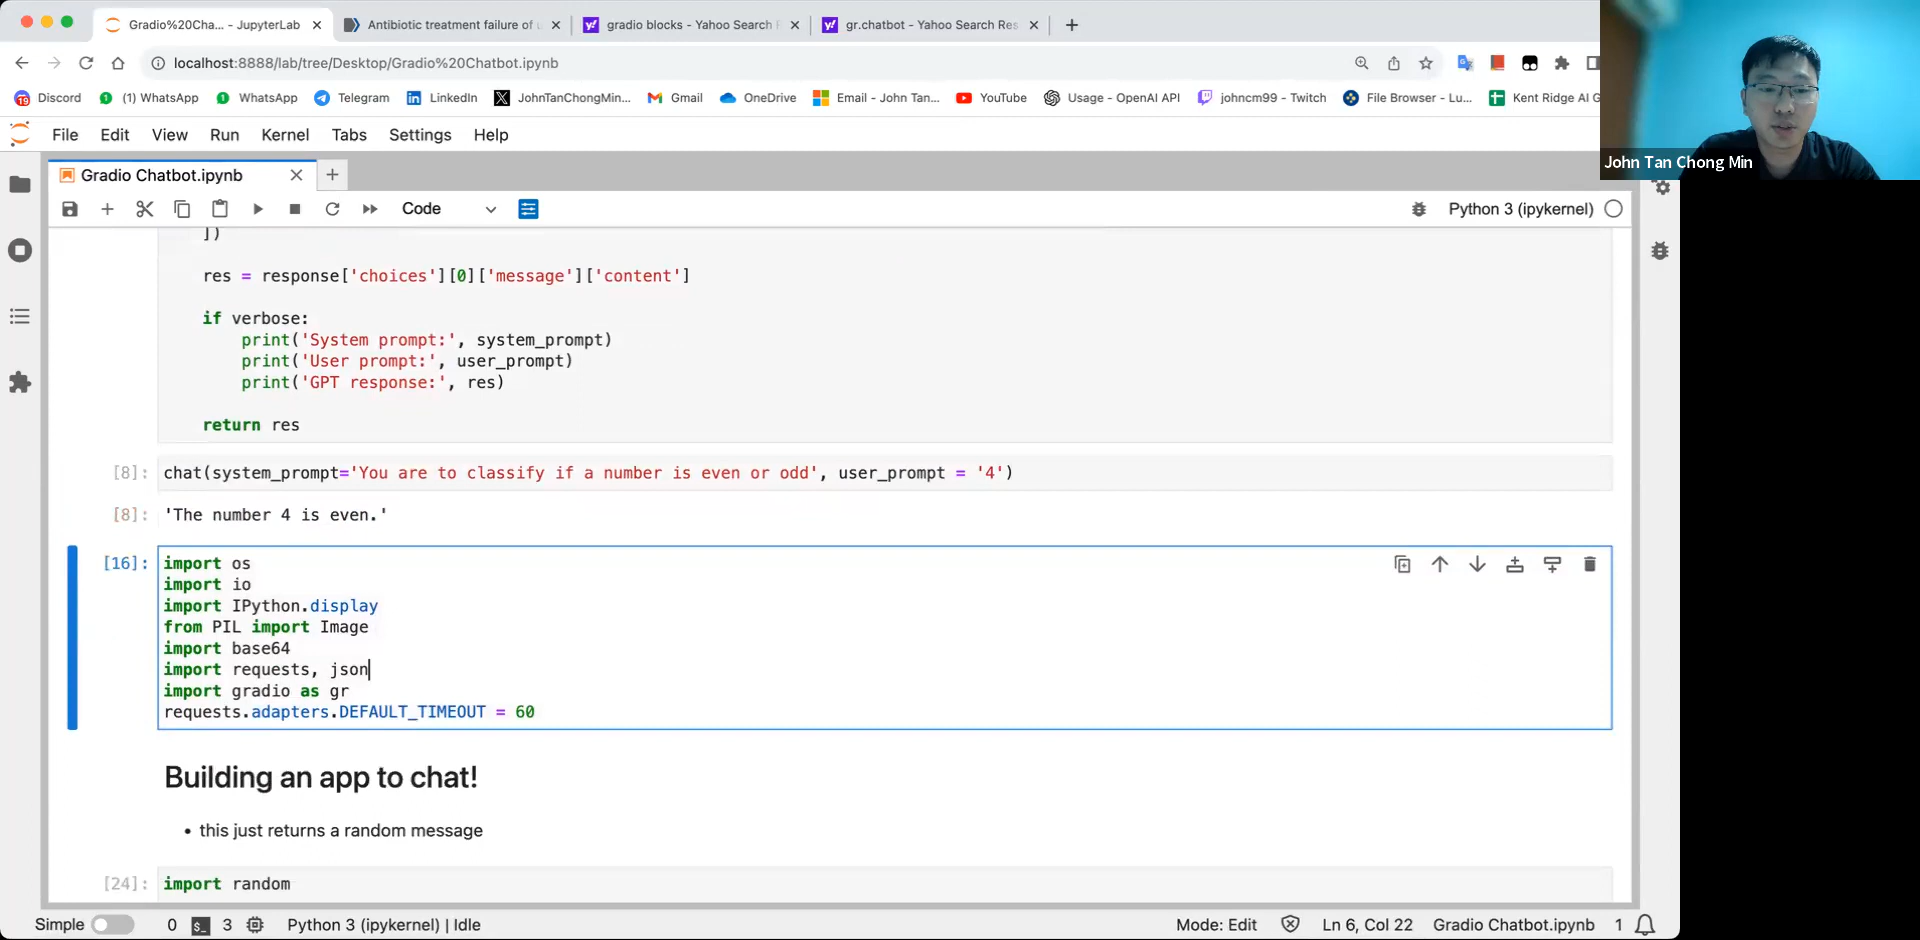 Gradio%20Cha... - JupyterLab
Antibiotic treatment failure of u
gradio blocks - Yahoo Search
gr.chatbot - Yahoo Search Res
localhost:8888/lab/tree/Desktop/Gradio%20Chatbot.ipynb
19
Discord
(1) WhatsApp
WhatsApp
Telegram
LinkedIn
JohnTanChongMin...
Gmail
OneDrive
Email - John Tan...
YouTube
Usage - OpenAI API
johncm99 - Twitch
File Browser - Lu...
Kent Ridge AI G
John Tan Chong Min
File Edit View Run Kernel Tabs Settings Help
Gradio Chatbot.ipynb
Code
Python 3 (ipykernel)
])
res = response['choices'][0]['message']['content']
if verbose:
print('System prompt:', system_prompt)
print('User prompt:', user_prompt)
print('GPT response:', res)
return res
[8]: chat(system_prompt='You are to classify if a number is even or odd', user_prompt = '4')
[8]: 'The number 4 is even.'
[16]: import os
import io
import IPython.display
from PIL import Image
import base64
import requests, json
import gradio as gr
requests.adapters.DEFAULT_TIMEOUT = 60
Building an app to chat!
• this just returns a random message
[24]: import random
Simple 0 3 Python 3 (ipykernel) | Idle Mode: Edit Ln 6, Col 22 Gradio Chatbot.ipynb 1